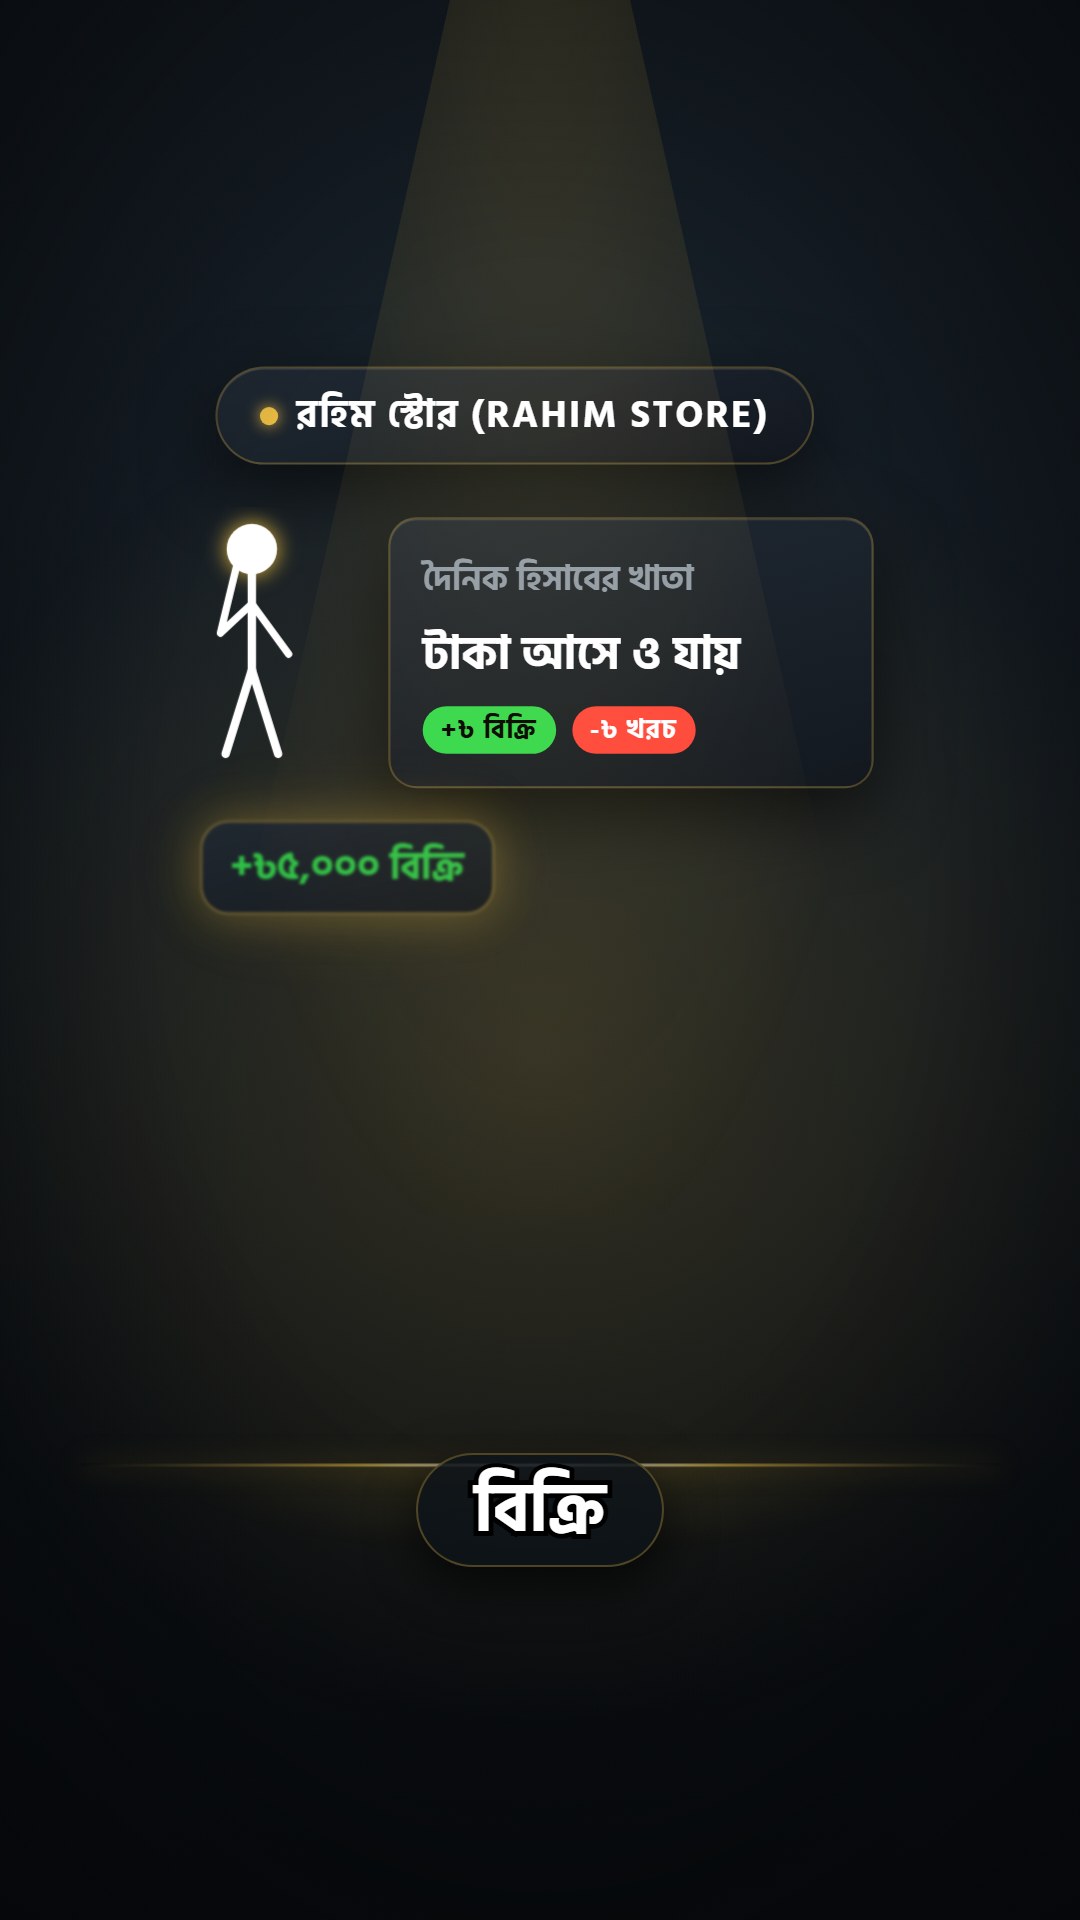 রহিম স্টোর (RAHIM STORE)
দৈনিক হিসাবের খাতা
টাকা আসে ও যায়
+৳ বিক্রি
-৳ খরচ
+৳৫,০০০ বিক্রি
বিক্রি